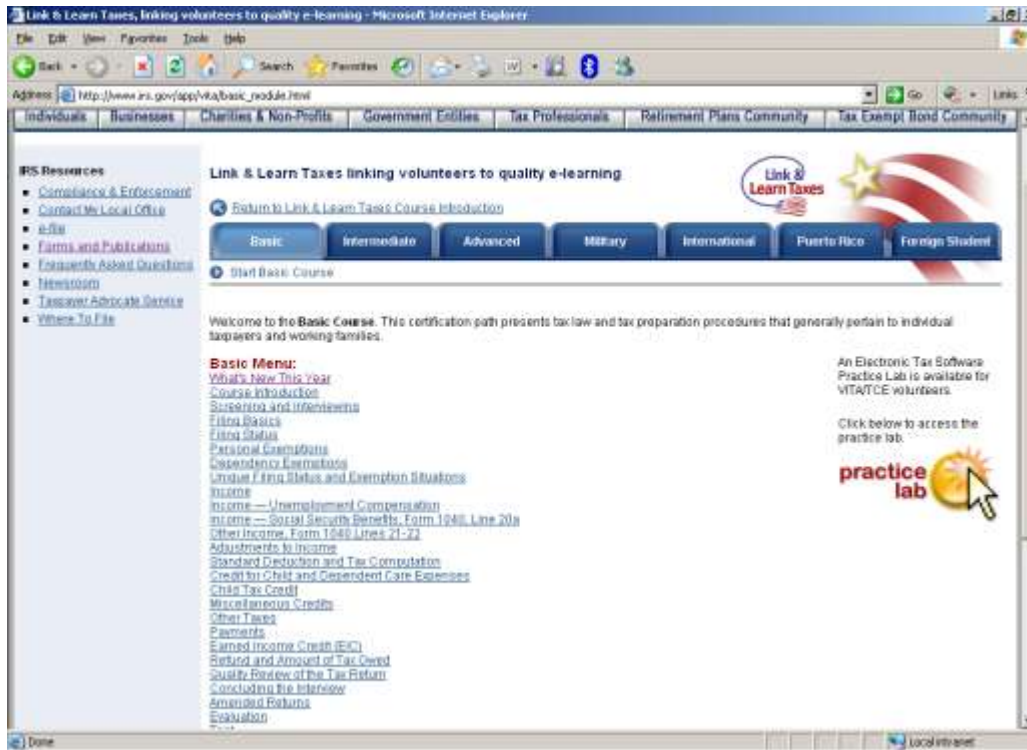 Link & Learn Taxes, linking volunteers to quality e-learning - Microsoft Internet Explorer
File Edit View Favorites Tools Help
Back Search Favorites
Address http://www.irs.gov/app/vita/basic_module.html Go Links
Individuals Businesses Charities & Non-Profits Government Entities Tax Professionals Retirement Plans Community Tax Exempt Bond Community
IRS Resources
Compliance & Enforcement
Contact My Local Office
e-file
Forms and Publications
Frequently Asked Questions
Newsroom
Taxpayer Advocate Service
Where To File
Link & Learn Taxes linking volunteers to quality e-learning
Link &
Learn Taxes
Return to Link & Learn Taxes Course Introduction
Basic Intermediate Advanced Military International Puerto Rico Foreign Student
Start Basic Course
Welcome to the Basic Course. This certification path presents tax law and tax preparation procedures that generally pertain to individual
taxpayers and working families.
Basic Menu:
What's New This Year
Course Introduction
Screening and Interviewing
Filing Basics
Filing Status
Personal Exemptions
Dependency Exemptions
Unique Filing Status and Exemption Situations
Income
Income — Unemployment Compensation
Income — Social Security Benefits, Form 1040, Line 20a
Other Income, Form 1040 Lines 21-22
Adjustments to Income
Standard Deduction and Tax Computation
Credit for Child and Dependent Care Expenses
Child Tax Credit
Miscellaneous Credits
Other Taxes
Payments
Earned Income Credit (EIC)
Refund and Amount of Tax Owed
Quality Review of the Tax Return
Concluding the Interview
Amended Returns
Evaluation
An Electronic Tax Software
Practice Lab is available for
VITA/TCE volunteers.
Click below to access the
practice lab.
practice
lab
Done Local intranet